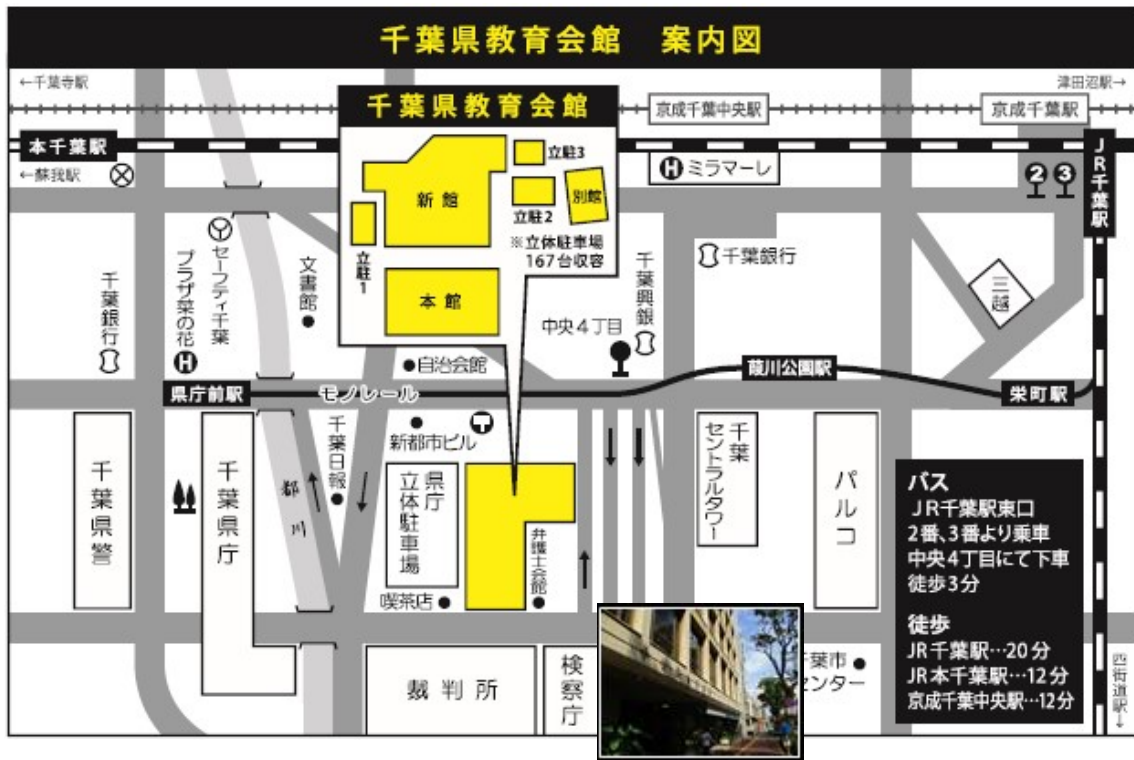 千葉県教育会館 案内図
←千葉寺駅
津田沼駅→
千葉県教育会館
京成千葉中央駅
京成千葉駅
本千葉駅
←蘇我駅
JR千葉駅
Hミラマーレ
2
3
新館
立駐3
立駐2
別館
立駐1
※立体駐車場
167台収容
本館
セーフティ千葉
プラザ菜の花
H
千葉銀行
文書館
千葉興銀
千葉銀行
三越
中央4丁目
自治会館
県庁前駅
モノレール
葭川公園駅
栄町駅
千葉日報
新都市ビル
千葉県警
千葉県庁
都川
県庁
立体駐車場
弁護士会館
喫茶店
千葉
セントラルタワー
パルコ
バス
JR千葉駅東口
2番、3番より乗車
中央4丁目にて下車
徒歩3分
徒歩
JR千葉駅…20分
JR本千葉駅…12分
京成千葉中央駅…12分
裁判所
検察庁
葉市
センター
四街道駅→